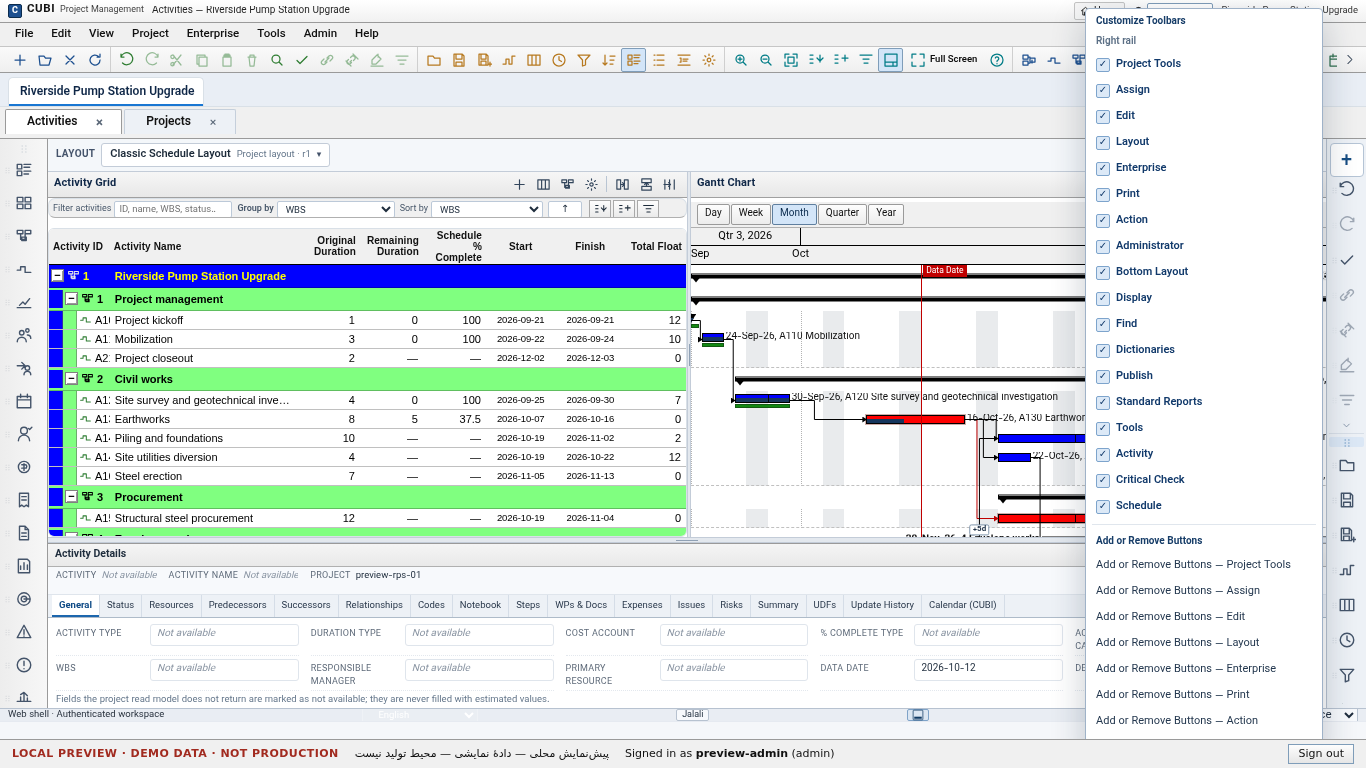 CUBI Project Management Activities — Riverside Pump Station Upgrade
File Edit View Project Enterprise Tools Admin Help
Full Screen
Riverside Pump Station Upgrade
Activities × Projects ×
LAYOUT Classic Schedule Layout Project layout · r1
Activity Grid
Filter activities ID, name, WBS, status.. Group by WBS Sort by WBS ↑
Activity ID Activity Name Original Duration Remaining Duration Schedule % Complete Start Finish Total Float
1 Riverside Pump Station Upgrade
1 Project management
Project kickoff 1 0 100 2026-09-21 2026-09-21 12
Mobilization 3 0 100 2026-09-22 2026-09-24 10
Project closeout 2 — — 2026-12-02 2026-12-03 0
2 Civil works
Site survey and geotechnical inve… 4 0 100 2026-09-25 2026-09-30 7
Earthworks 8 5 37.5 2026-10-07 2026-10-16 0
Piling and foundations 10 — — 2026-10-19 2026-11-02 2
Site utilities diversion 4 — — 2026-10-19 2026-10-22 12
Steel erection 7 — — 2026-11-05 2026-11-13 0
3 Procurement
Structural steel procurement 12 — — 2026-10-19 2026-11-04 0
Gantt Chart
Day Week Month Quarter Year
Qtr 3, 2026
Sep Oct
Data Date
24-Sep-26, A110 Mobilization
30-Sep-26, A120 Site survey and geotechnical investigation
16-Oct-26, A130 Earthwor
22-Oct-26,
+5d
Activity Details
ACTIVITY Not available ACTIVITY NAME Not available PROJECT preview-rps-01
General Status Resources Predecessors Successors Relationships Codes Notebook Steps WPs & Docs Expenses Issues Risks Summary UDFs Update History Calendar (CUBI)
ACTIVITY TYPE Not available DURATION TYPE Not available COST ACCOUNT Not available % COMPLETE TYPE Not available
WBS Not available RESPONSIBLE MANAGER Not available PRIMARY RESOURCE Not available DATA DATE 2026-10-12
Fields the project read model does not return are marked as not available; they are never filled with estimated values.
Web shell · Authenticated workspace English Jalali
Customize Toolbars
Right rail
Project Tools
Assign
Edit
Layout
Enterprise
Print
Action
Administrator
Bottom Layout
Display
Find
Dictionaries
Publish
Standard Reports
Tools
Activity
Critical Check
Schedule
Add or Remove Buttons
Add or Remove Buttons — Project Tools
Add or Remove Buttons — Assign
Add or Remove Buttons — Edit
Add or Remove Buttons — Layout
Add or Remove Buttons — Enterprise
Add or Remove Buttons — Print
Add or Remove Buttons — Action
LOCAL PREVIEW · DEMO DATA · NOT PRODUCTION پیش‌نمایش محلی — دادهٔ نمایشی — محیط تولید نیست Signed in as preview-admin (admin) Sign out